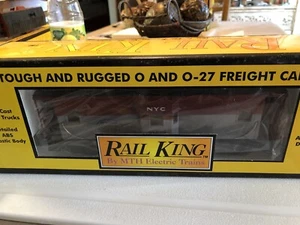 TOUGH AND RUGGED O AND O-27 FREIGHT CA
Cast
Trucks
etailed
ABS
astic Body
NYC
RAIL KING
By MTH Electric Trains